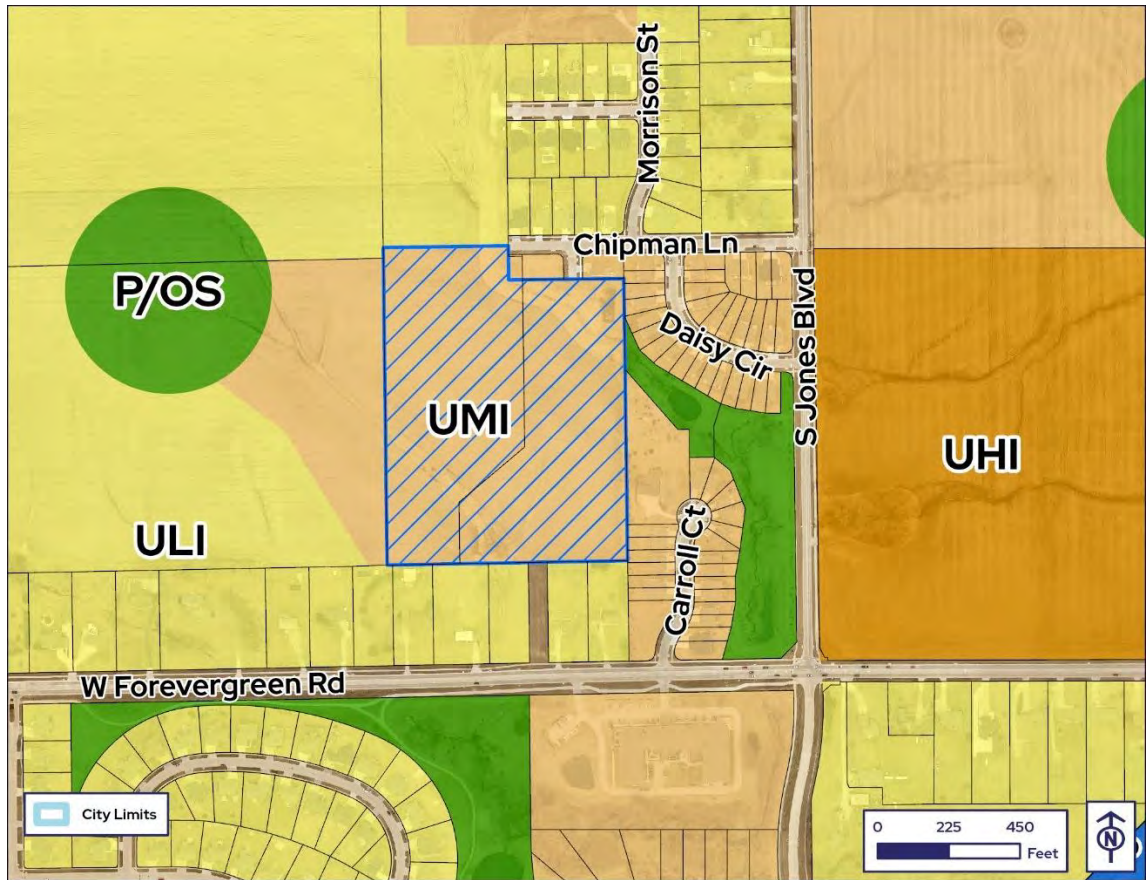 Morrison St
Chipman Ln
P/OS
Daisy Cir
S Jones Blvd
UMI
UHI
ULI
Carroll Ct
W Forevergreen Rd
City Limits
0 225 450
Feet
N